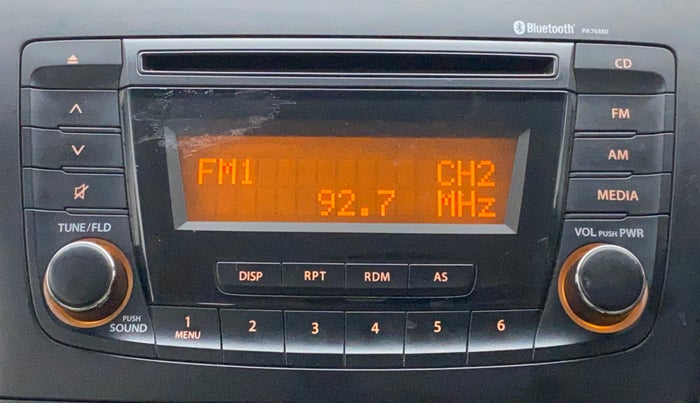 Bluetooth® PA76M0
CD
FM
AM
MEDIA
FM1 CH2
92.7 MHz
TUNE/FLD
VOL PUSH PWR
DISP RPT RDM AS
PUSH
SOUND
1 2 3 4 5 6
MENU